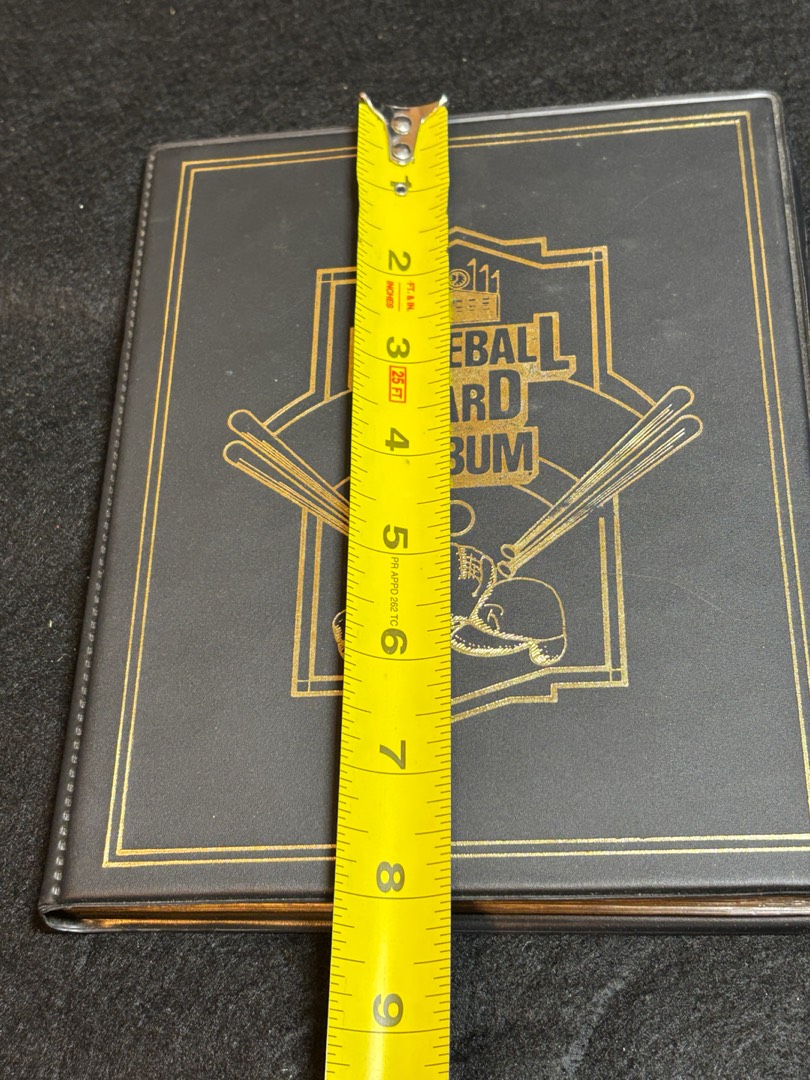 1
2
FT. & IN.
INCHES
3
25 FT
4
5
PR APPD 262 TC
6
7
8
9
EBALL
ARD
BUM